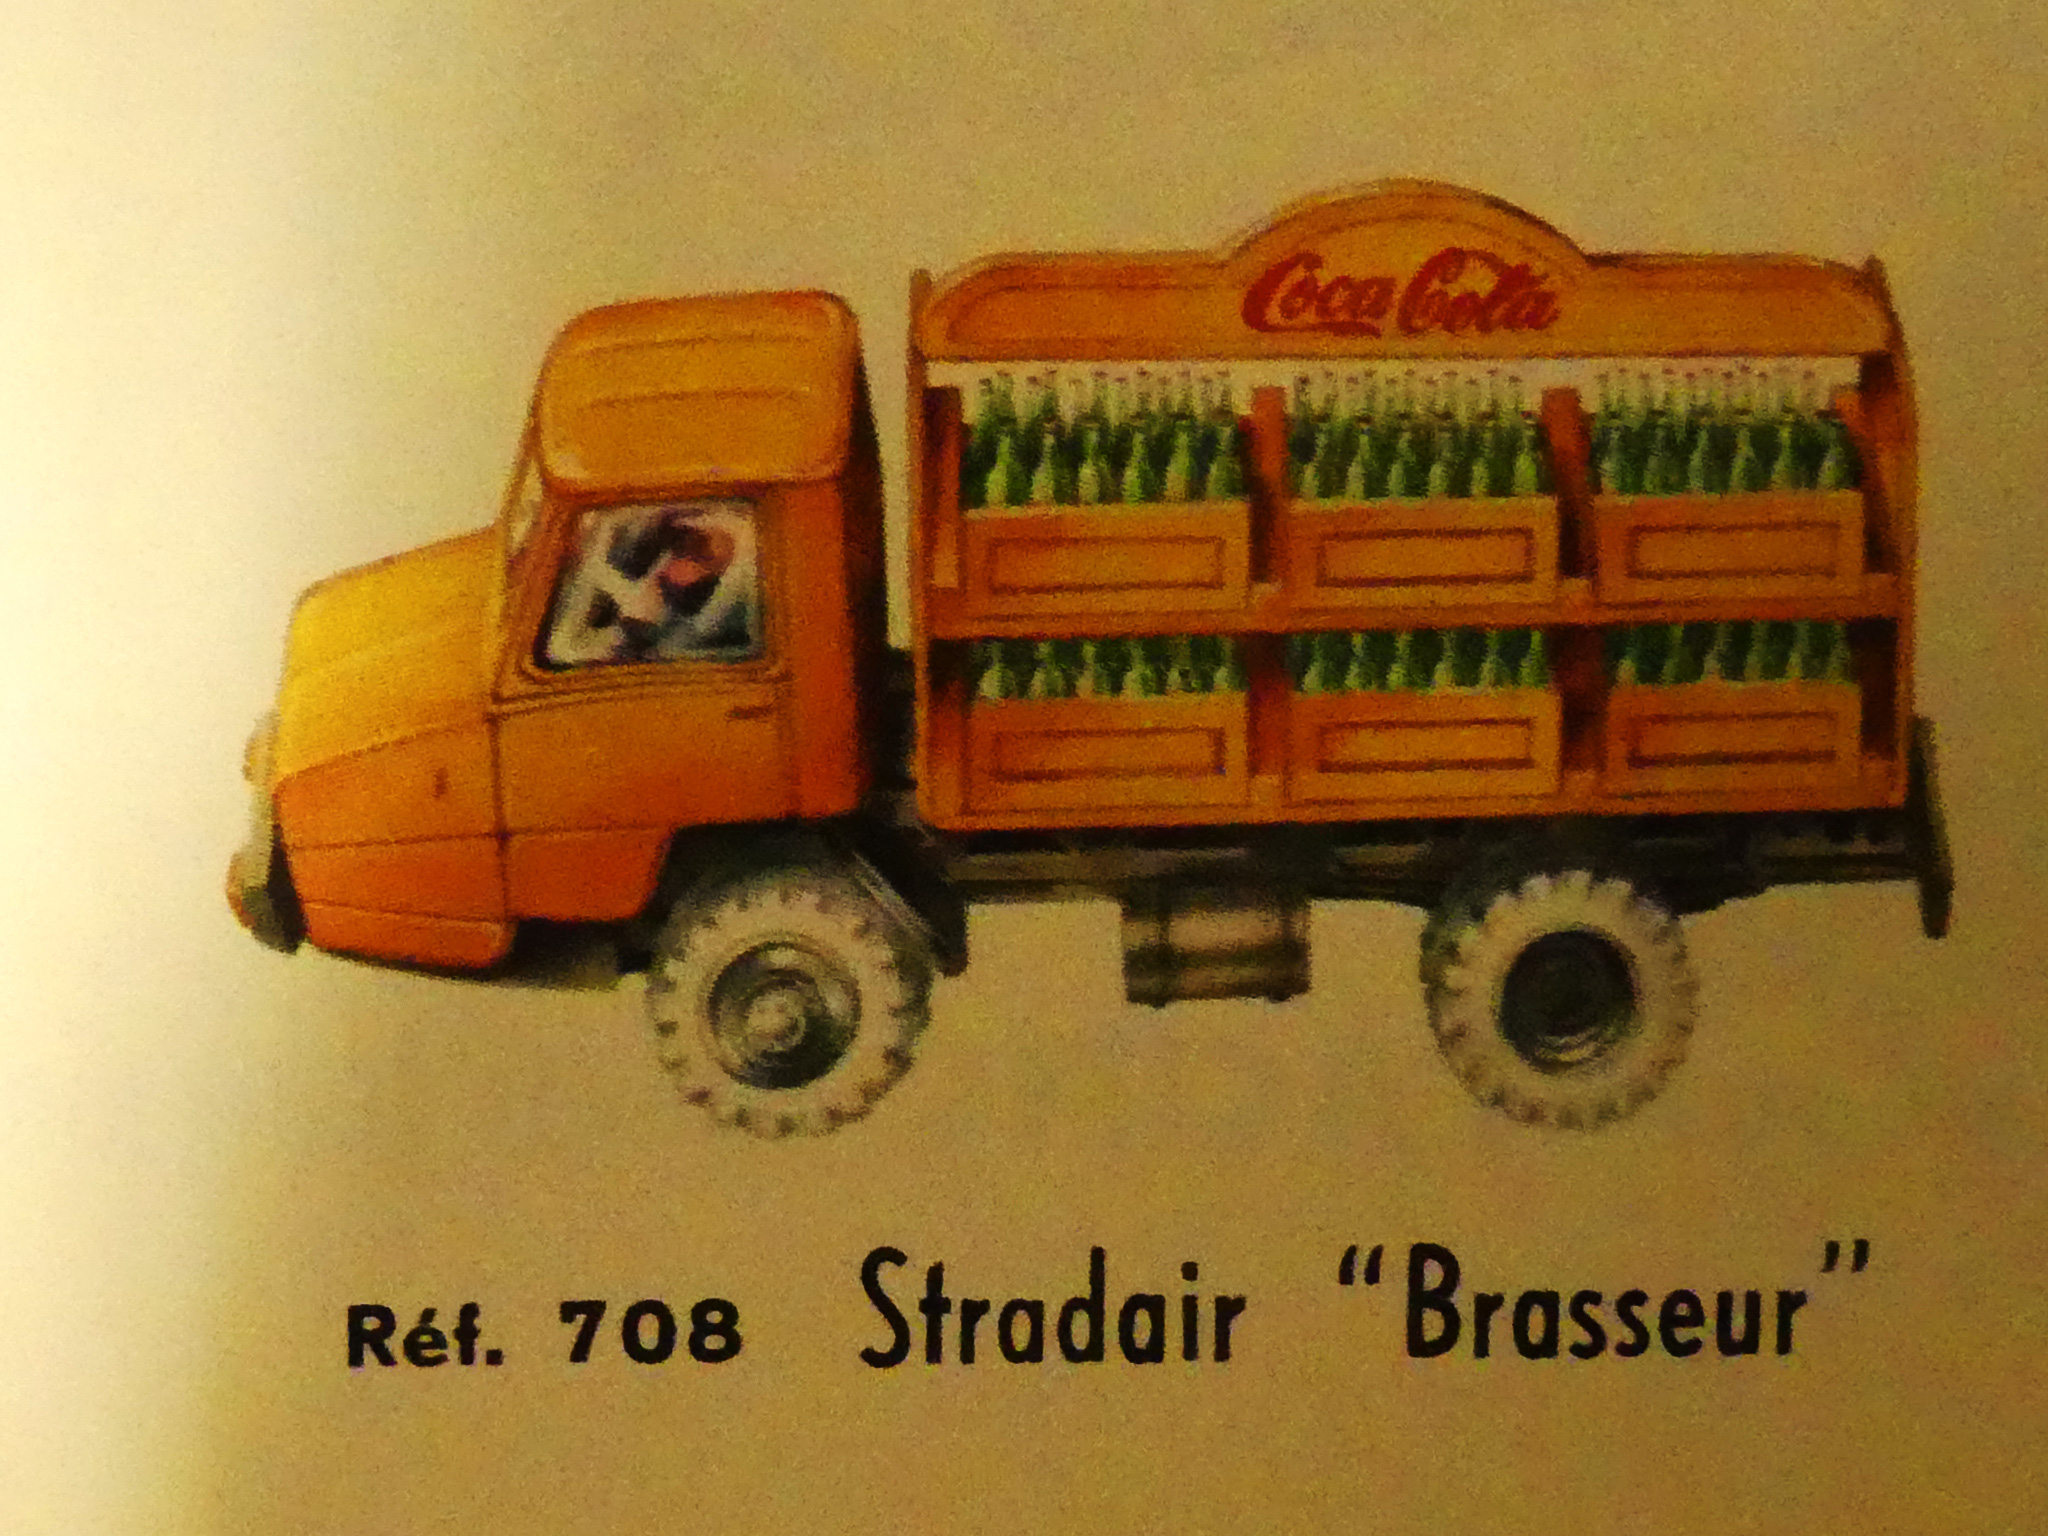 Coca Cola
Réf. 708 Stradair “Brasseur”